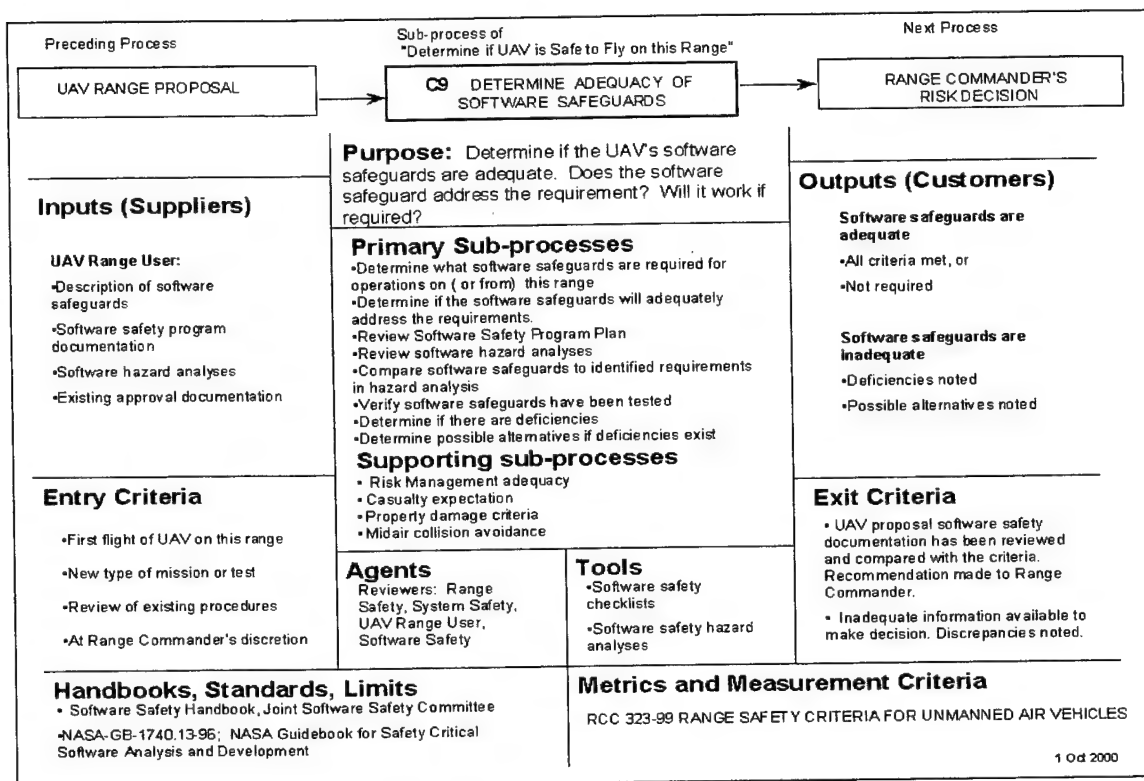 Preceding Process
Sub-process of
"Determine if UAV is Safe to Fly on this Range"
Next Process
UAV RANGE PROPOSAL
C9 DETERMINE ADEQUACY OF
SOFTWARE SAFEGUARDS
RANGE COMMANDER'S
RISK DECISION
Purpose: Determine if the UAV's software
safeguards are adequate. Does the software
safeguard address the requirement? Will it work if
required?
Inputs (Suppliers)
UAV Range User:
•Description of software
safeguards
•Software safety program
documentation
•Software hazard analyses
•Existing approval documentation
Primary Sub-processes
•Determine what software safeguards are required for
operations on ( or from) this range
•Determine if the software safeguards will adequately
address the requirements.
•Review Software Safety Program Plan
•Review software hazard analyses
•Compare software safeguards to identified requirements
in hazard analysis
•Verify software safeguards have been tested
•Determine if there are deficiencies
•Determine possible alternatives if deficiencies exist
Supporting sub-processes
• Risk Management adequacy
• Casualty expectation
• Property damage criteria
• Midair collision avoidance
Outputs (Customers)
Software safeguards are
adequate
•All criteria met, or
•Not required
Software safeguards are
inadequate
•Deficiencies noted
•Possible alternatives noted
Entry Criteria
•First flight of UAV on this range
•New type of mission or test
•Review of existing procedures
•At Range Commander's discretion
Agents
Reviewers: Range
Safety, System Safety,
UAV Range User,
Software Safety
Tools
•Software safety
checklists
•Software safety hazard
analyses
Exit Criteria
• UAV proposal software safety
documentation has been reviewed
and compared with the criteria.
Recommendation made to Range
Commander.
• Inadequate information available to
make decision. Discrepancies noted.
Handbooks, Standards, Limits
• Software Safety Handbook, Joint Software Safety Committee
•NASA-GB-1740.13-96; NASA Guidebook for Safety Critical
Software Analysis and Development
Metrics and Measurement Criteria
RCC 323-99 RANGE SAFETY CRITERIA FOR UNMANNED AIR VEHICLES
1 Oct 2000